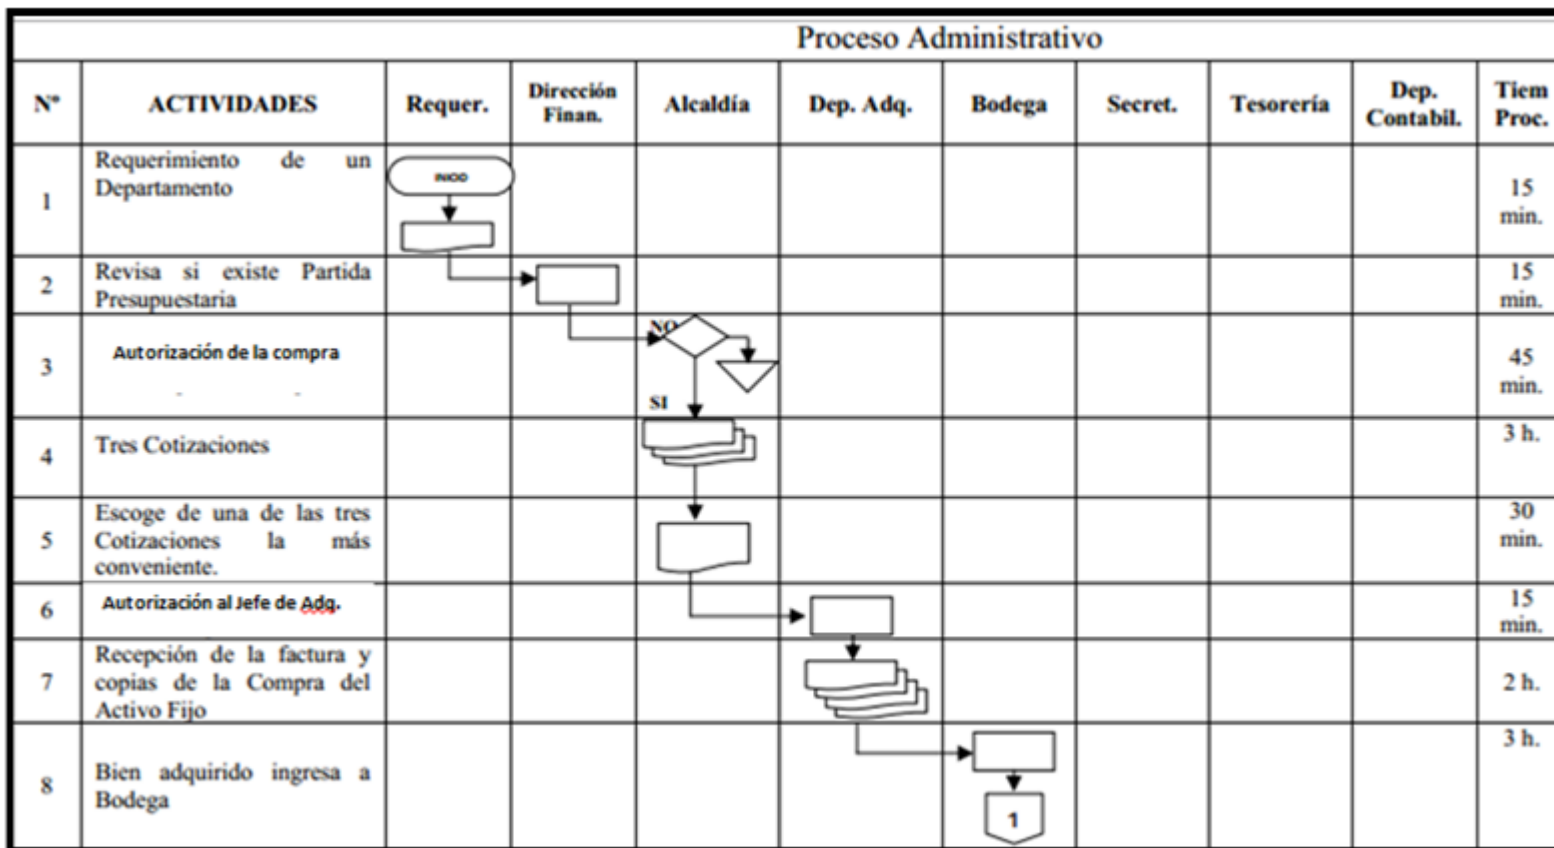 Proceso Administrativo
Nº
ACTIVIDADES
Requer.
Dirección
Finan.
Alcaldía
Dep. Adq.
Bodega
Secret.
Tesorería
Dep.
Contabil.
Tiem
Proc.
1
Requerimiento de un
Departamento
INICIO
15
min.
2
Revisa si existe Partida
Presupuestaria
15
min.
3
Autorización de la compra
NO
SI
45
min.
4
Tres Cotizaciones
3 h.
5
Escoge de una de las tres
Cotizaciones la más
conveniente.
30
min.
6
Autorización al Jefe de Adq.
15
min.
7
Recepción de la factura y
copias de la Compra del
Activo Fijo
2 h.
8
Bien adquirido ingresa a
Bodega
1
3 h.